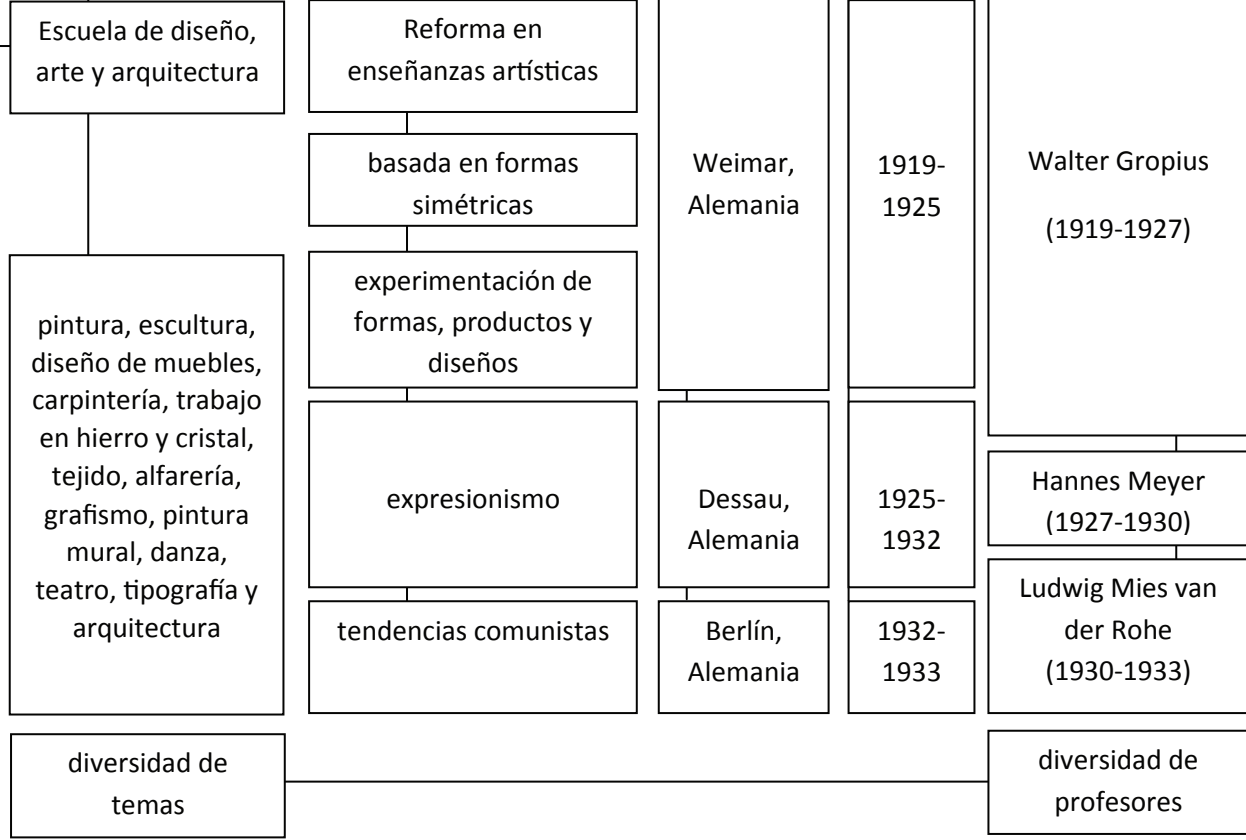 Escuela de diseño,
arte y arquitectura
pintura, escultura,
diseño de muebles,
carpintería, trabajo
en hierro y cristal,
tejido, alfarería,
grafismo, pintura
mural, danza,
teatro, tipografía y
arquitectura
diversidad de
temas
Reforma en
enseñanzas artísticas
basada en formas
simétricas
experimentación de
formas, productos y
diseños
expresionismo
tendencias comunistas
Weimar,
Alemania
Dessau,
Alemania
Berlín,
Alemania
1919-
1925
1925-
1932
1932-
1933
Walter Gropius
(1919-1927)
Hannes Meyer
(1927-1930)
Ludwig Mies van
der Rohe
(1930-1933)
diversidad de
profesores